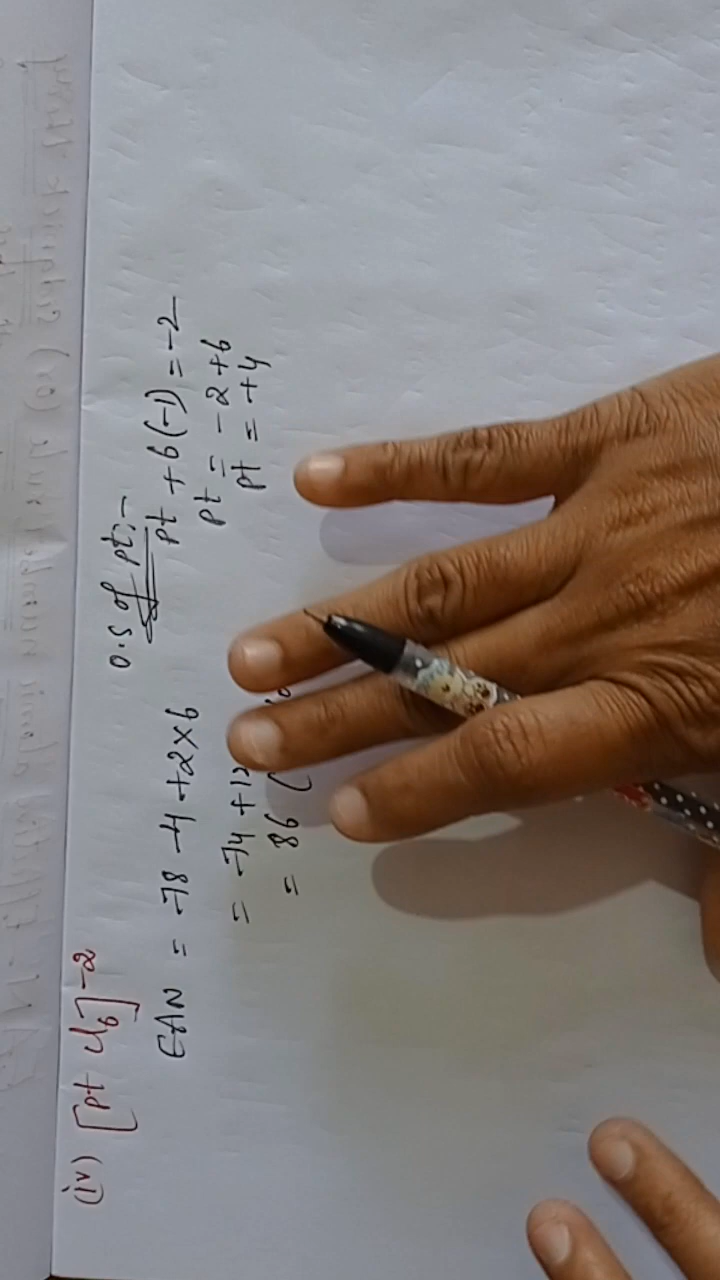 (iv) [pt Cl6]-2
o.s of pt:-
EAN = 78 - 4 + 2×6
pt + 6(-1) = -2
= 74 + 12
pt = -2 + 6
= 86 (
pt = +4